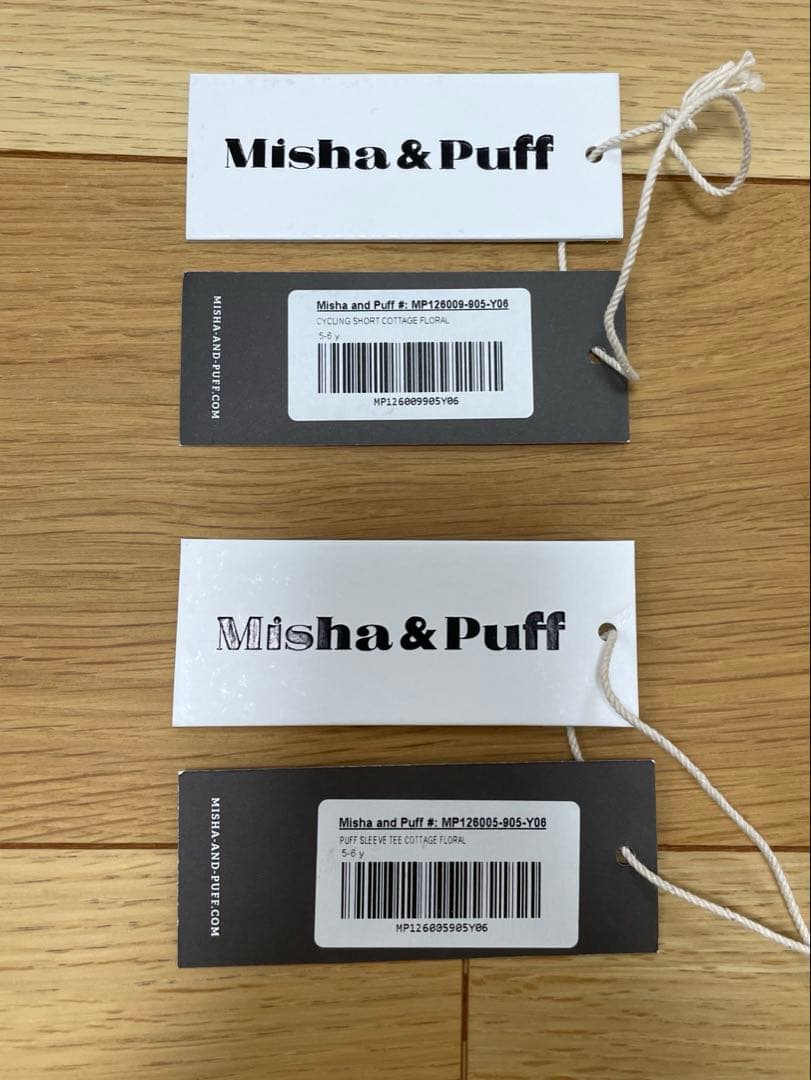 Misha & Puff
MISHA-AND-PUFF.COM
Misha and Puff #: MP126009-905-Y06
CYCLING SHORT COTTAGE FLORAL
5-6 y
MP126009905Y06
Misha & Puff
MISHA-AND-PUFF.COM
Misha and Puff #: MP126005-905-Y06
PUFF SLEEVE TEE COTTAGE FLORAL
5-6 y
MP126005905Y06